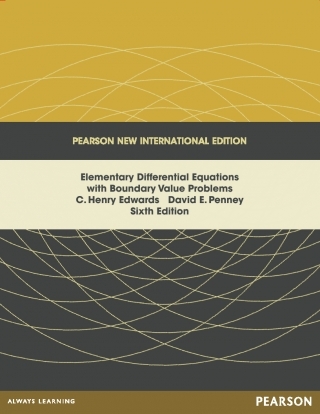 PEARSON NEW INTERNATIONAL EDITION
Elementary Differential Equations
with Boundary Value Problems
C. Henry Edwards David E. Penney
Sixth Edition
ALWAYS LEARNING
PEARSON